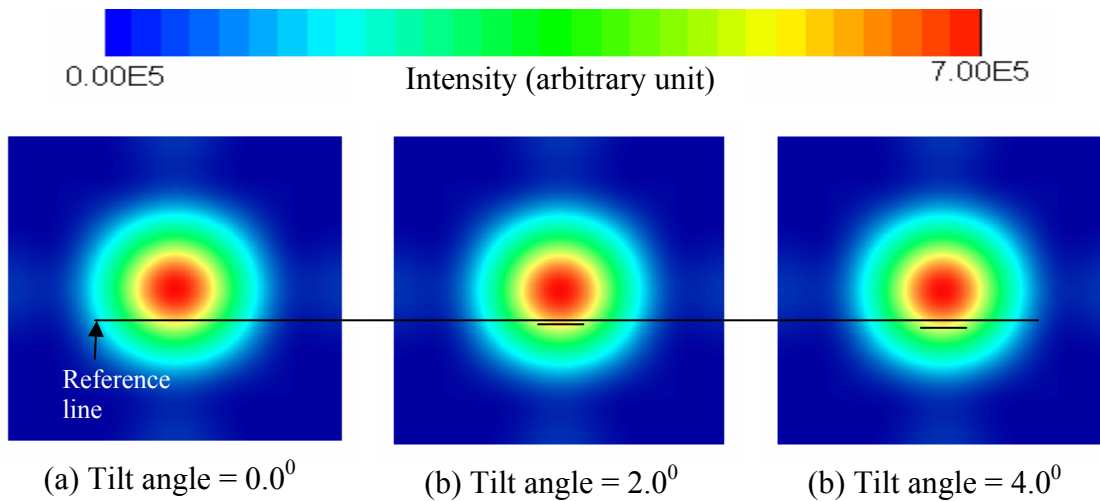 0.00E5
7.00E5
Intensity (arbitrary unit)
Reference
line
(a) Tilt angle = 0.0⁰
(b) Tilt angle = 2.0⁰
(b) Tilt angle = 4.0⁰